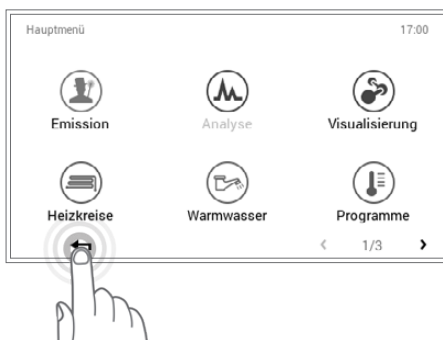 Hauptmenü 17:00
Emission Analyse Visualisierung
Heizkreise Warmwasser Programme
1/3